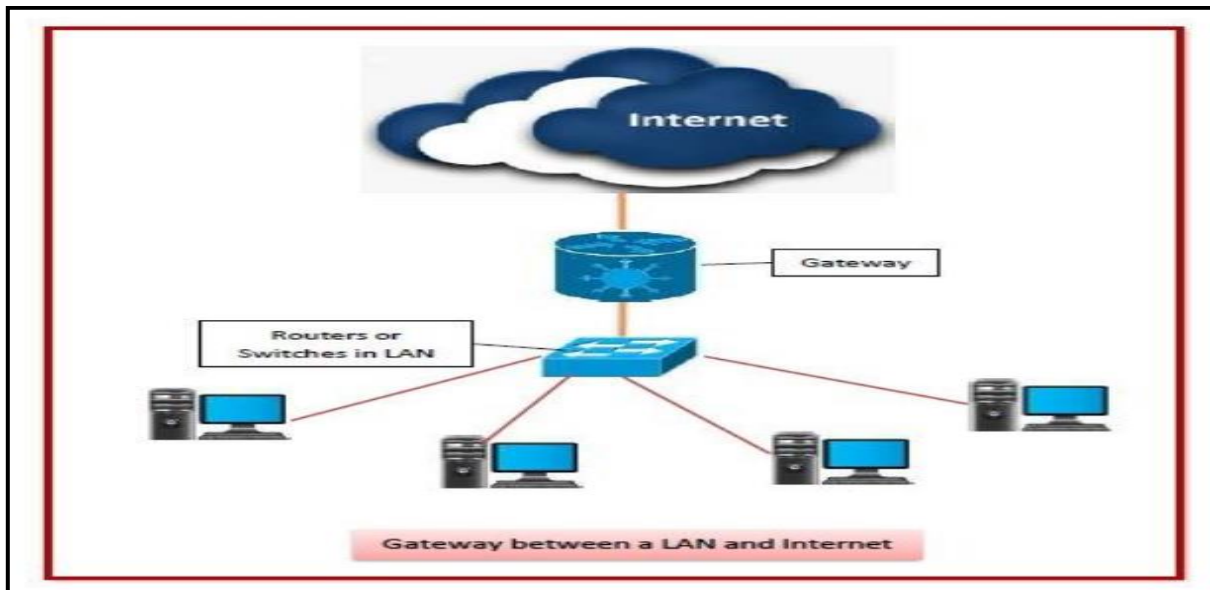 Internet
Gateway
Routers or
Switches in LAN
Gateway between a LAN and Internet